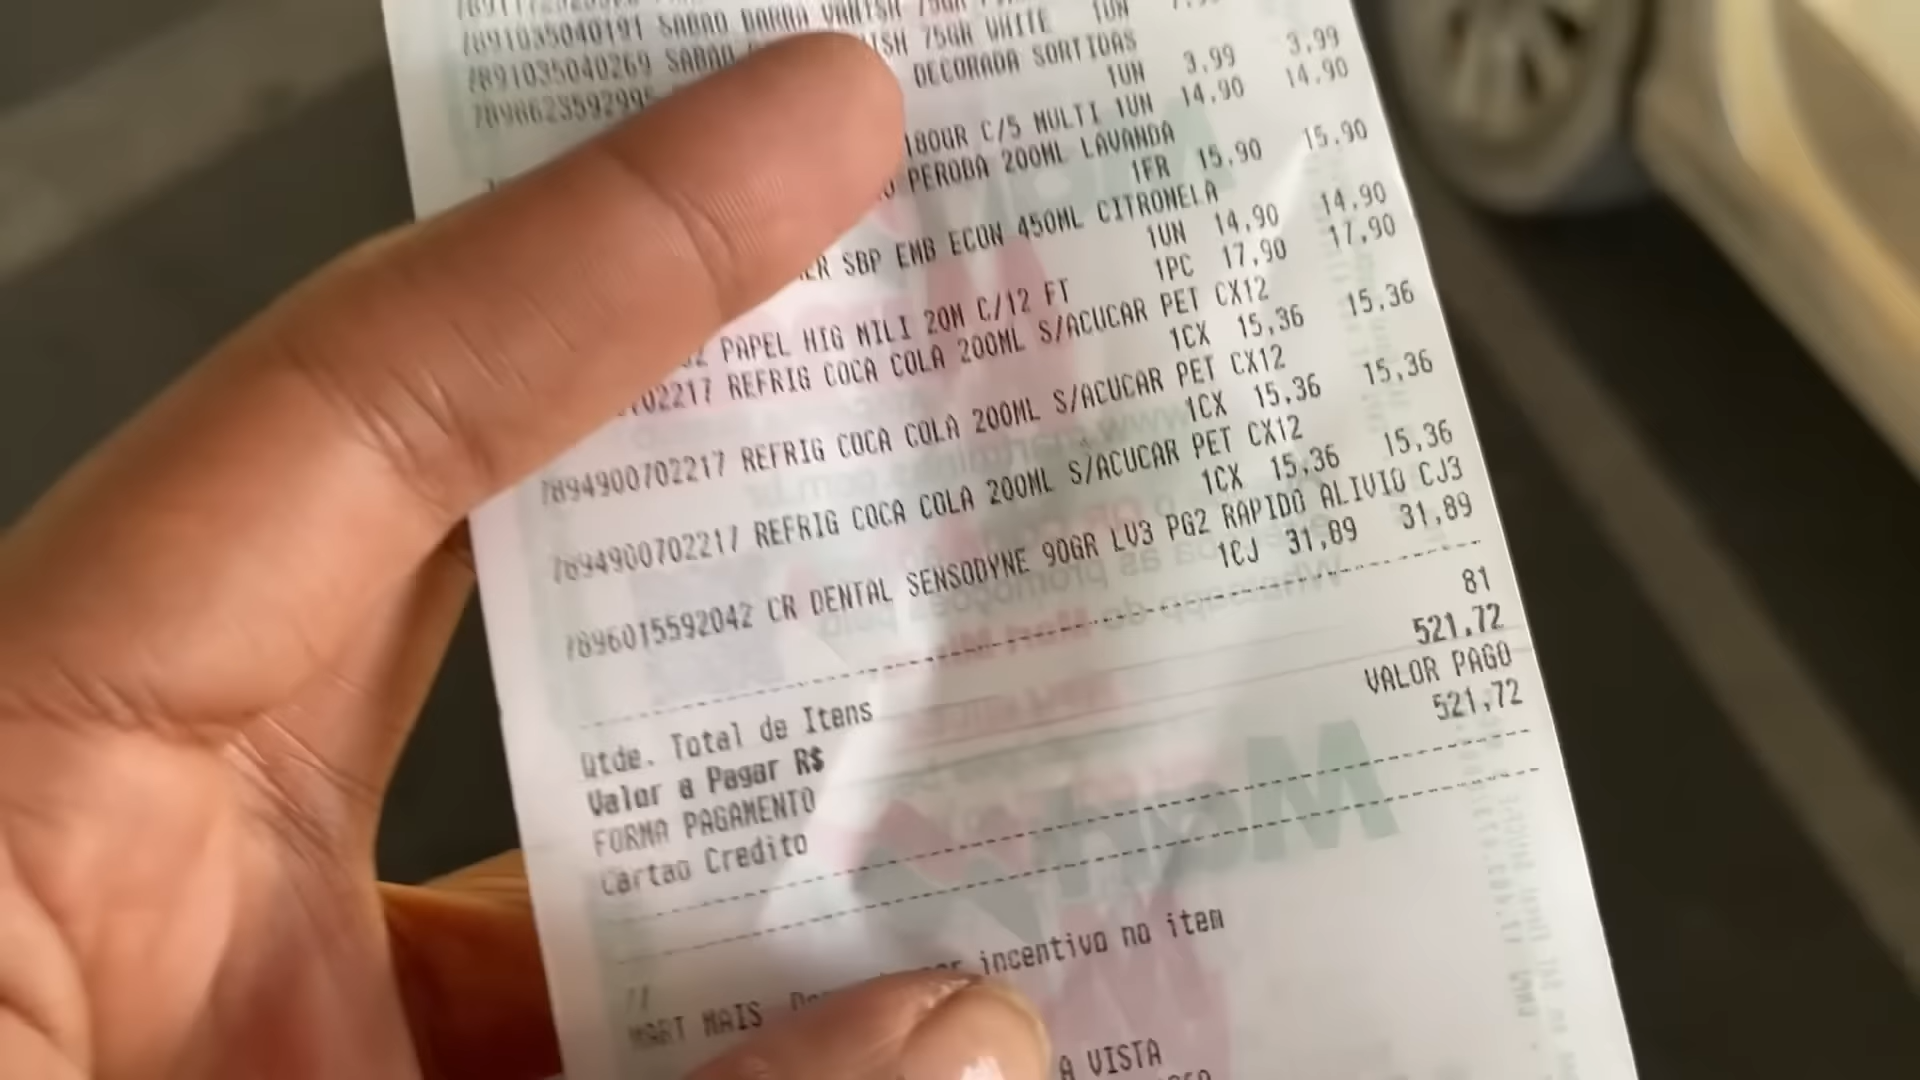 7891035040191 SABAO BARRA VANISH 75GR
7891035040269 SABAO 75GR WHITE 1UN
7898623592995 DECORADA SORTIDAS
1UN 3,99 3,99
180GR C/5 MULTI 1UN 14,90 14,90
PEROBA 200ML LAVANDA
1FR 15,90 15,90
SBP EMB ECON 450ML CITRONELA
1UN 14,90 14,90
PAPEL HIG MILI 20M C/12 FT 1PC 17,90 17,90
702217 REFRIG COCA COLA 200ML S/ACUCAR PET CX12
1CX 15,36 15,36
7894900702217 REFRIG COCA COLA 200ML S/ACUCAR PET CX12
1CX 15,36 15,36
7894900702217 REFRIG COCA COLA 200ML S/ACUCAR PET CX12
1CX 15,36 15,36
7896015592042 CR DENTAL SENSODYNE 90GR LV3 PG2 RAPIDO ALIVIO CJ3
1CJ 31,89 31,89
Qtde. Total de Itens 81
Valor a Pagar R$ 521,72
FORMA PAGAMENTO VALOR PAGO
Cartao Credito 521,72
//
MART MAIS incentivo no item
A VISTA